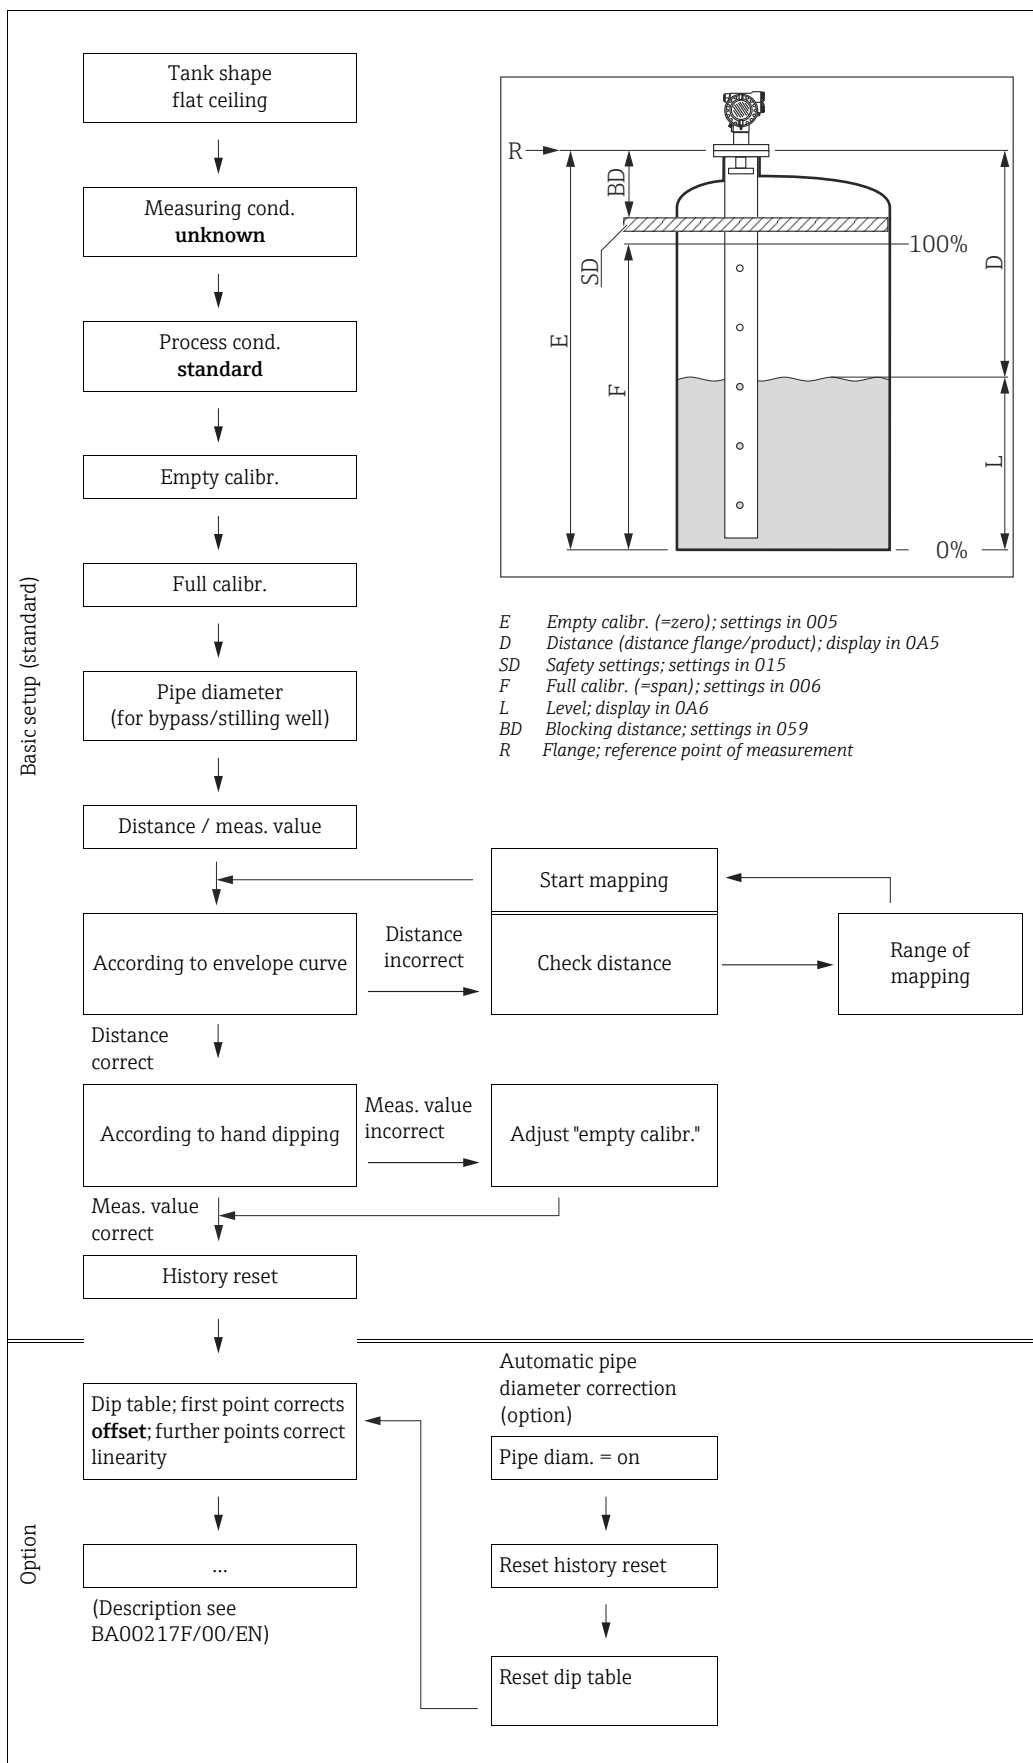 Tank shape
flat ceiling
Measuring cond.
unknown
Process cond.
standard
Empty calibr.
Full calibr.
Pipe diameter
(for bypass/stilling well)
Distance / meas. value
Basic setup (standard)
R
BD
SD
E
F
100%
D
L
0%
E Empty calibr. (=zero); settings in 005
D Distance (distance flange/product); display in 0A5
SD Safety settings; settings in 015
F Full calibr. (=span); settings in 006
L Level; display in 0A6
BD Blocking distance; settings in 059
R Flange; reference point of measurement
Start mapping
According to envelope curve
Distance
incorrect
Check distance
Range of
mapping
Distance
correct
According to hand dipping
Meas. value
incorrect
Adjust "empty calibr."
Meas. value
correct
History reset
Option
Dip table; first point corrects
offset; further points correct
linearity
...
(Description see
BA00217F/00/EN)
Automatic pipe
diameter correction
(option)
Pipe diam. = on
Reset history reset
Reset dip table